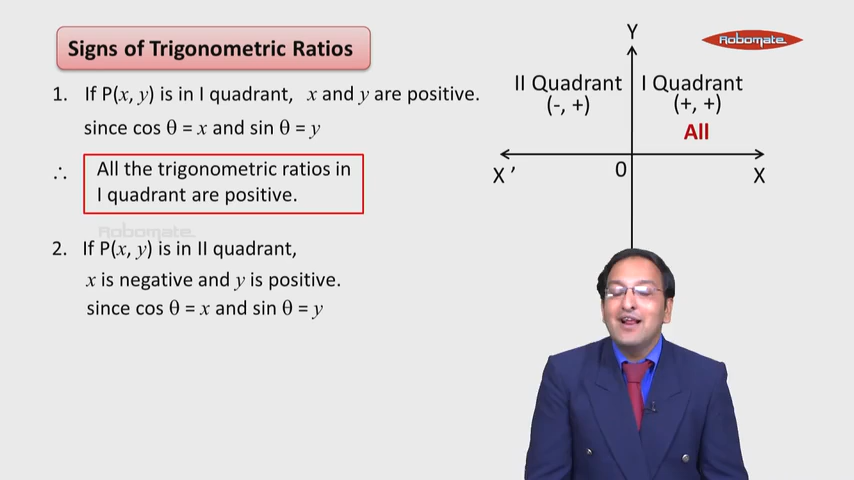 Signs of Trigonometric Ratios
1. If P(x, y) is in I quadrant, x and y are positive.
since cos θ = x and sin θ = y
∴ All the trigonometric ratios in
I quadrant are positive.
Robomate
2. If P(x, y) is in II quadrant,
x is negative and y is positive.
since cos θ = x and sin θ = y
Y
Robomate
II Quadrant
(-, +)
I Quadrant
(+, +)
All
X ′
0
X